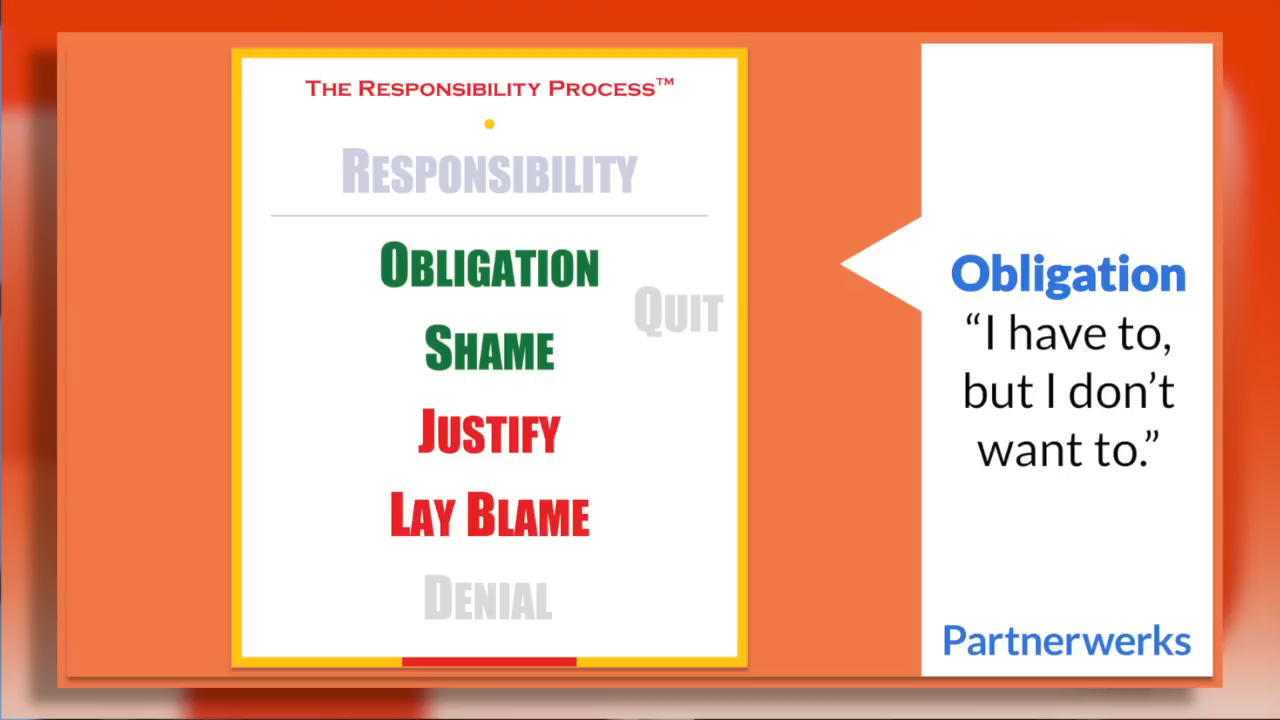 The Responsibility Process™
Responsibility
Obligation
Quit
Shame
Justify
Lay Blame
Denial
Obligation
“I have to,
but I don’t
want to.”
Partnerwerks